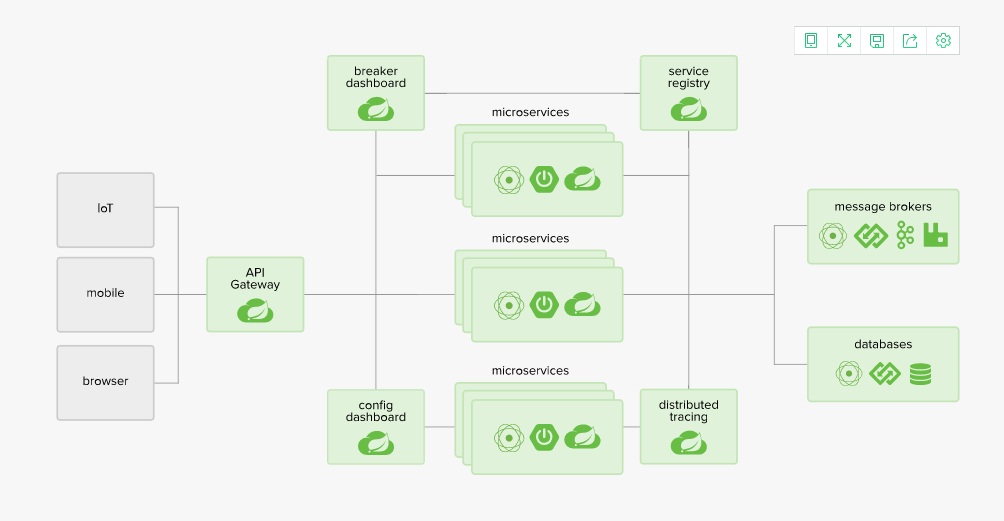 breaker
dashboard
service
registry
microservices
IoT
message brokers
microservices
API
Gateway
mobile
databases
microservices
browser
config
dashboard
distributed
tracing